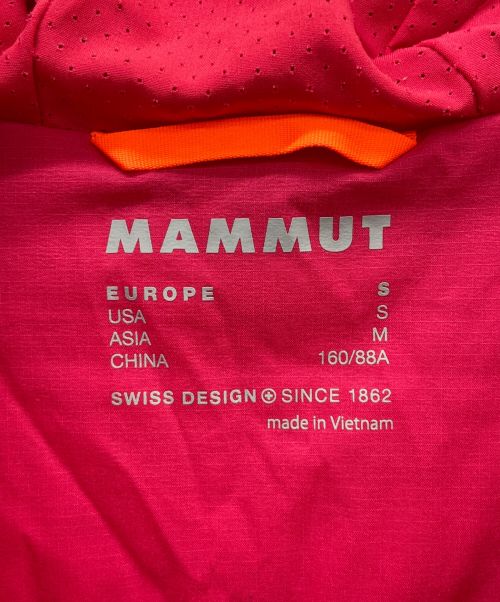 MAMMUT
EUROPE S
USA S
ASIA M
CHINA 160/88A
SWISS DESIGN SINCE 1862
made in Vietnam